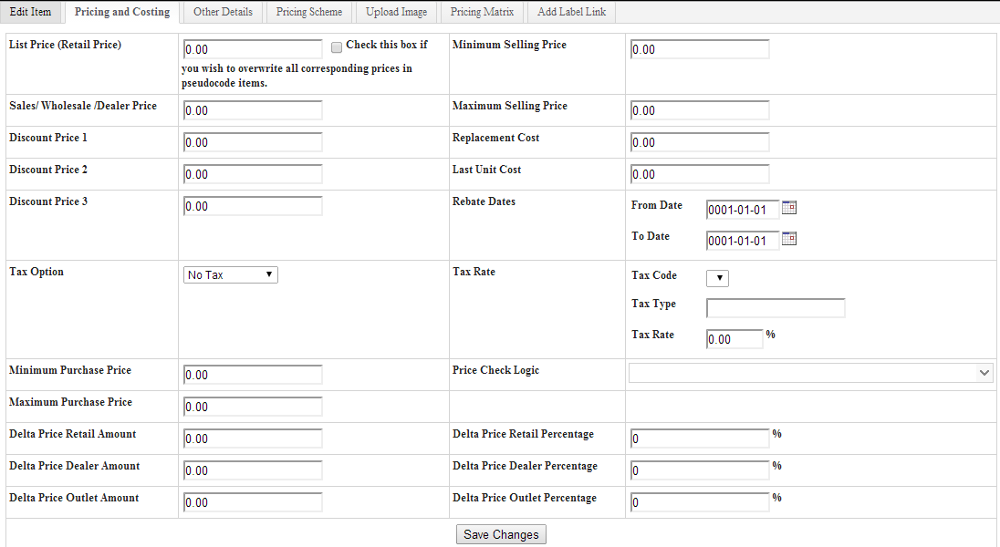 Edit Item Pricing and Costing Other Details Pricing Scheme Upload Image Pricing Matrix Add Label Link
List Price (Retail Price) 0.00 Check this box if Minimum Selling Price 0.00
you wish to overwrite all corresponding prices in
pseudocode items.
Sales/ Wholesale /Dealer Price 0.00 Maximum Selling Price 0.00
Discount Price 1 0.00 Replacement Cost 0.00
Discount Price 2 0.00 Last Unit Cost 0.00
Discount Price 3 0.00 Rebate Dates From Date 0001-01-01
To Date 0001-01-01
Tax Option No Tax Tax Rate Tax Code
Tax Type
Tax Rate 0.00 %
Minimum Purchase Price 0.00 Price Check Logic
Maximum Purchase Price 0.00
Delta Price Retail Amount 0.00 Delta Price Retail Percentage 0 %
Delta Price Dealer Amount 0.00 Delta Price Dealer Percentage 0 %
Delta Price Outlet Amount 0.00 Delta Price Outlet Percentage 0 %
Save Changes